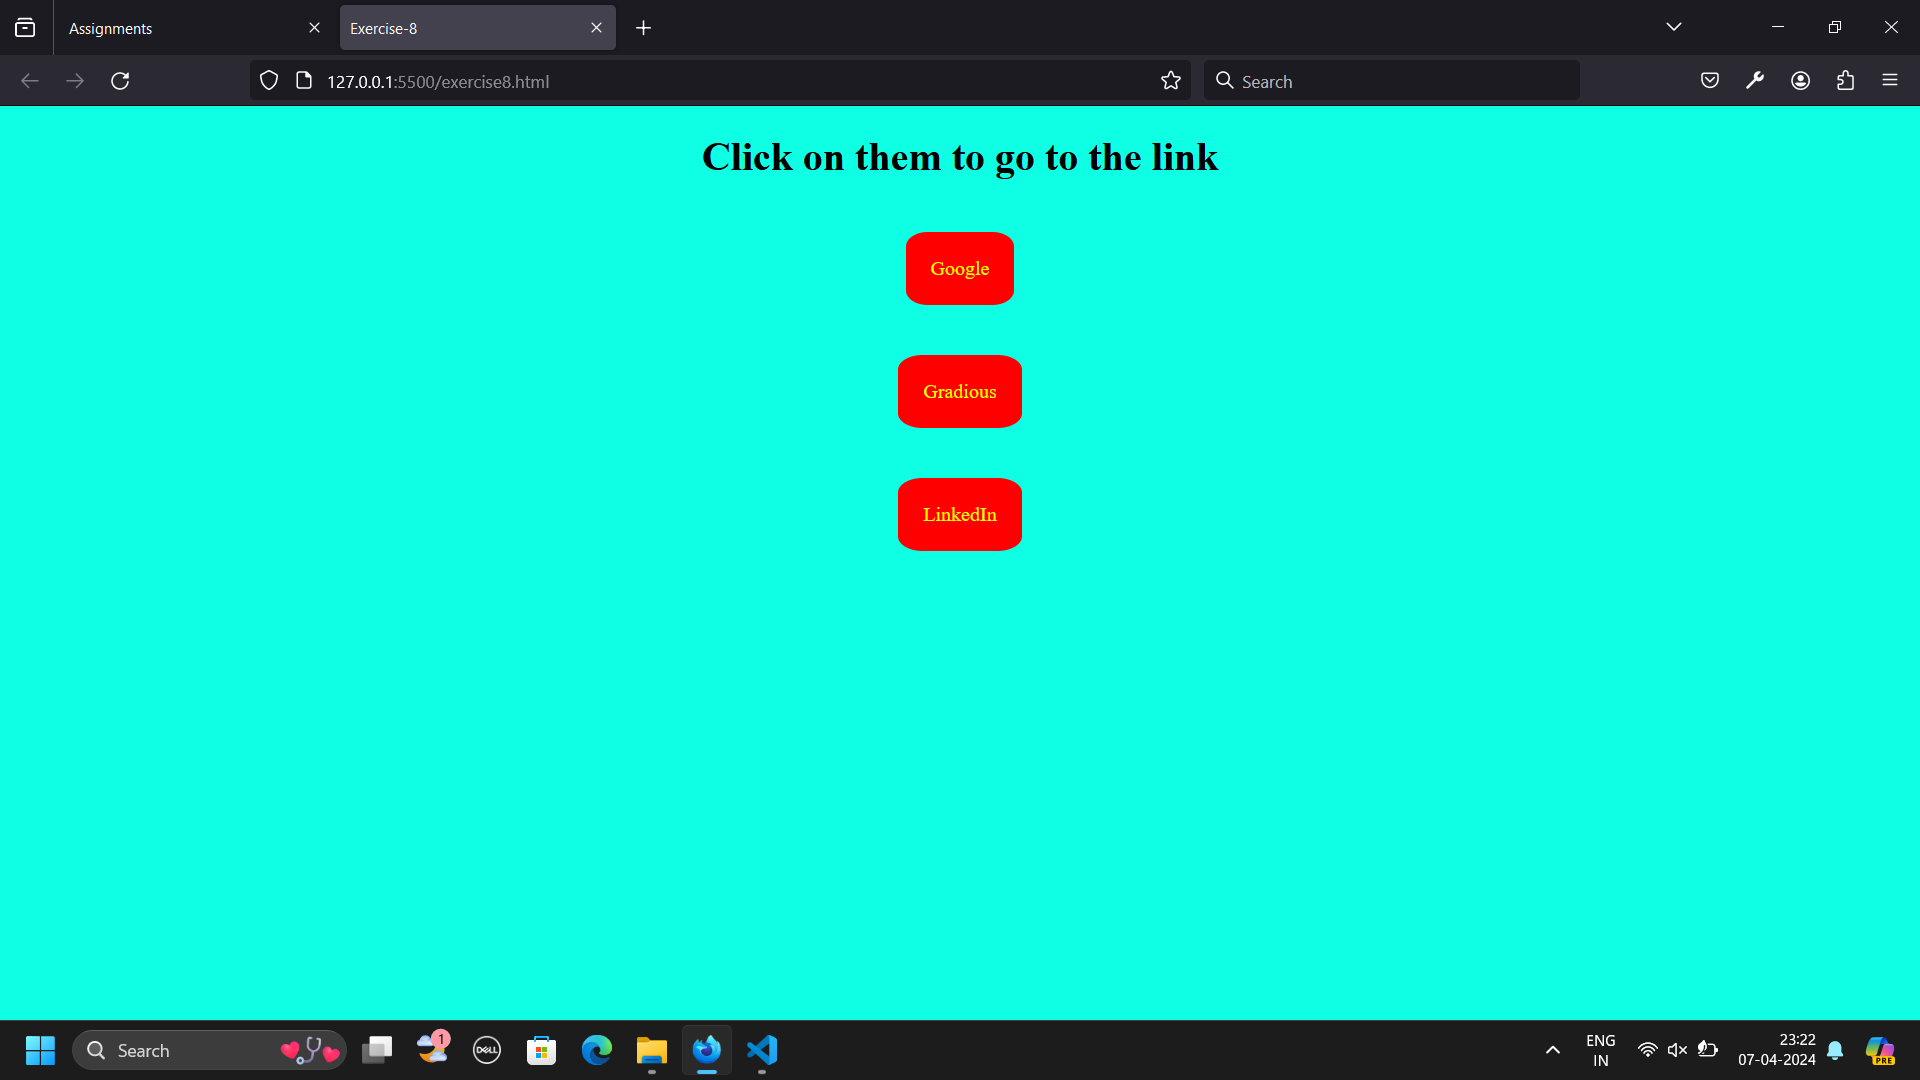 Assignments
Exercise-8
127.0.0.1:5500/exercise8.html
Search
Click on them to go to the link
Google
Gradious
LinkedIn
Search
1
DELL
ENG
IN
23:22
07-04-2024
PRE